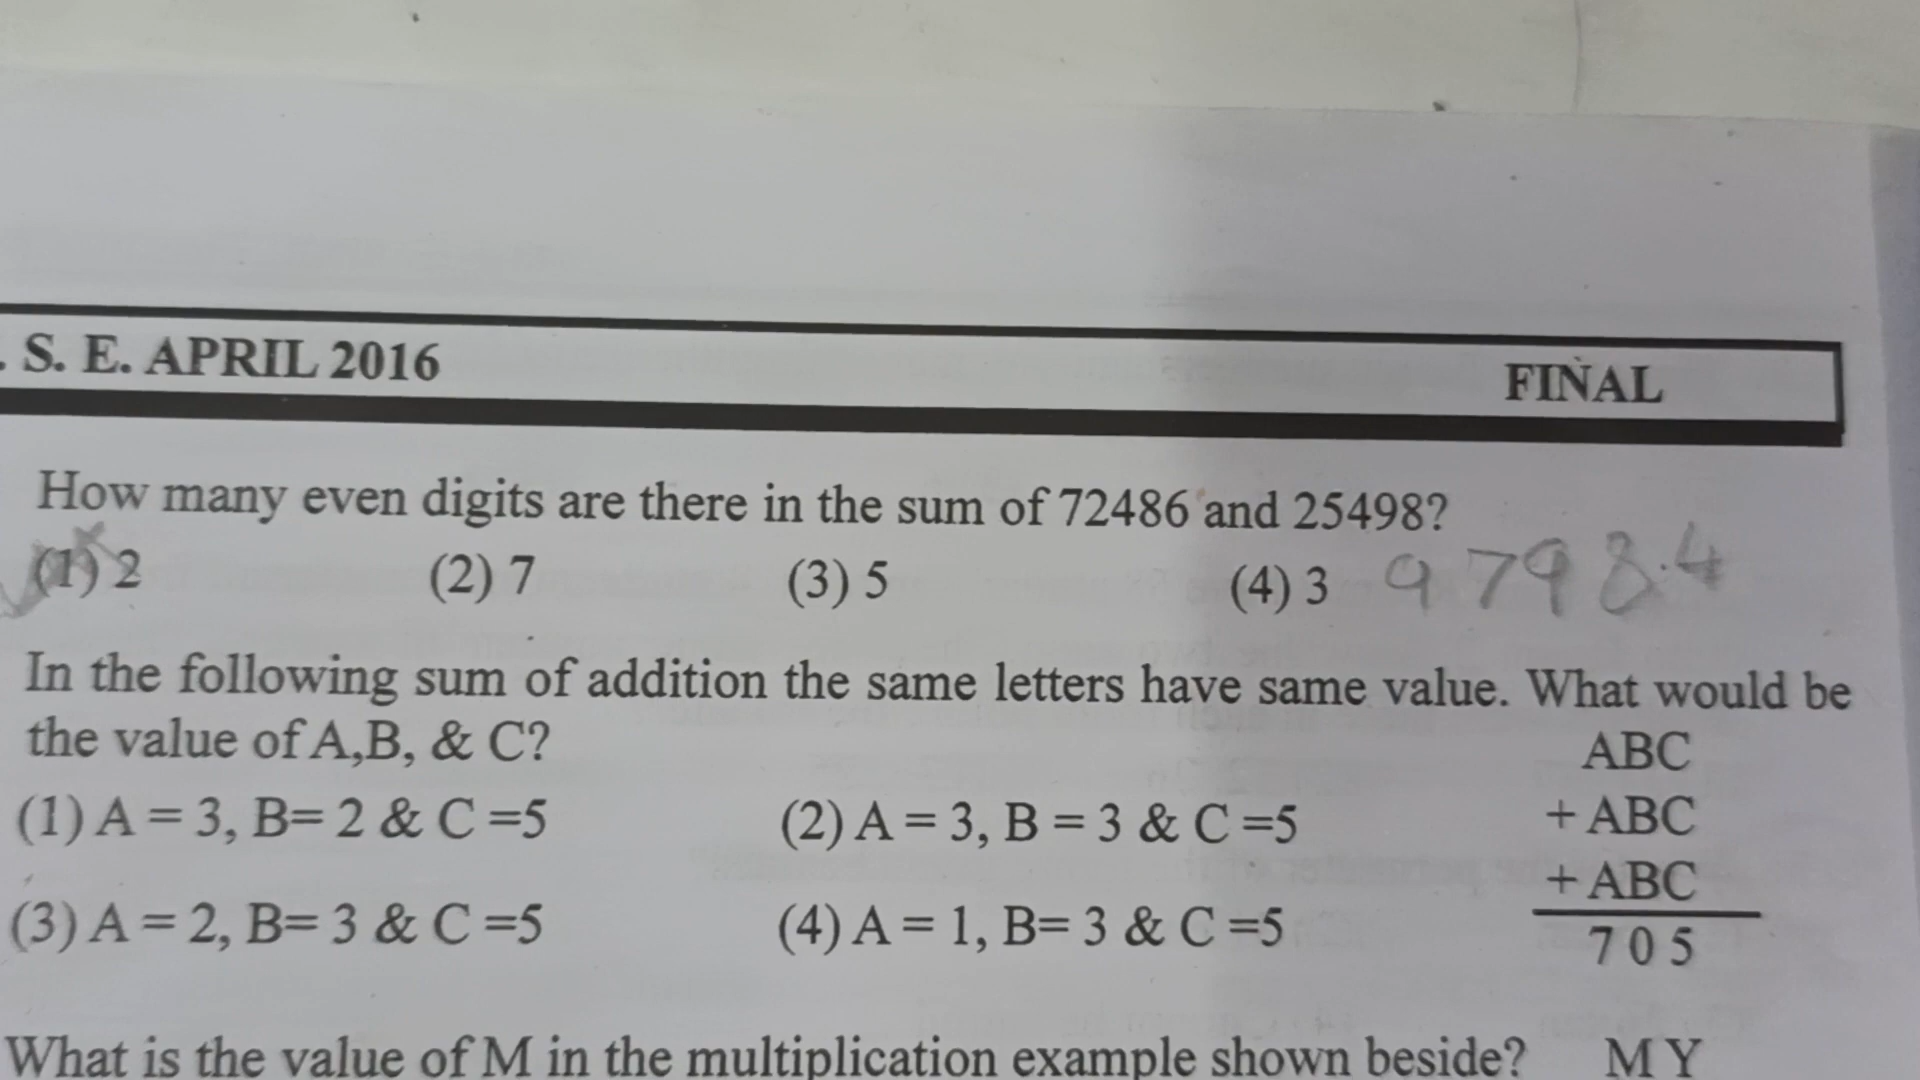 . S. E. APRIL 2016 FINAL
How many even digits are there in the sum of 72486 and 25498?
(1) 2 (2) 7 (3) 5 (4) 3 97984
In the following sum of addition the same letters have same value. What would be
the value of A,B, & C? ABC
(1) A = 3, B= 2 & C =5 (2) A = 3, B = 3 & C =5 + ABC
+ ABC
(3) A = 2, B= 3 & C =5 (4) A = 1, B= 3 & C =5 7 0 5
What is the value of M in the multiplication example shown beside? M Y